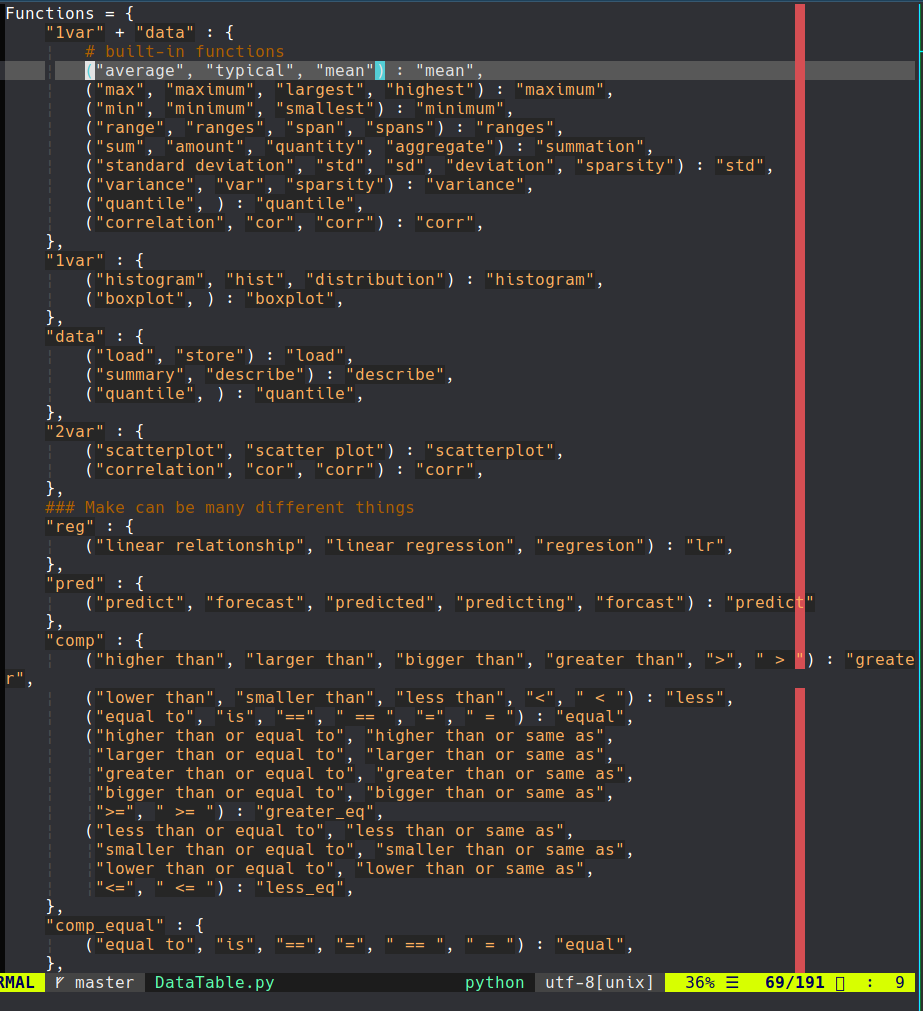 Functions = {
    "1var" + "data" : {
        # built-in functions
        ("average", "typical", "mean") : "mean",
        ("max", "maximum", "largest", "highest") : "maximum",
        ("min", "minimum", "smallest") : "minimum",
        ("range", "ranges", "span", "spans") : "ranges",
        ("sum", "amount", "quantity", "aggregate") : "summation",
        ("standard deviation", "std", "sd", "deviation", "sparsity") : "std",
        ("variance", "var", "sparsity") : "variance",
        ("quantile", ) : "quantile",
        ("correlation", "cor", "corr") : "corr",
    },
    "1var" : {
        ("histogram", "hist", "distribution") : "histogram",
        ("boxplot", ) : "boxplot",
    },
    "data" : {
        ("load", "store") : "load",
        ("summary", "describe") : "describe",
        ("quantile", ) : "quantile",
    },
    "2var" : {
        ("scatterplot", "scatter plot") : "scatterplot",
        ("correlation", "cor", "corr") : "corr",
    },
    ### Make can be many different things
    "reg" : {
        ("linear relationship", "linear regression", "regresion") : "lr",
    },
    "pred" : {
        ("predict", "forecast", "predicted", "predicting", "forcast") : "predict"
    },
    "comp" : {
        ("higher than", "larger than", "bigger than", "greater than", ">", " > ") : "greate
r",
        ("lower than", "smaller than", "less than", "<", " < ") : "less",
        ("equal to", "is", "==", " == ", "=", " = ") : "equal",
        ("higher than or equal to", "higher than or same as",
         "larger than or equal to", "larger than or same as",
         "greater than or equal to", "greater than or same as",
         "bigger than or equal to", "bigger than or same as",
         ">=", " >= ") : "greater_eq",
        ("less than or equal to", "less than or same as",
         "smaller than or equal to", "smaller than or same as",
         "lower than or equal to", "lower than or same as",
         "<=", " <= ") : "less_eq",
    },
    "comp_equal" : {
        ("equal to", "is", "==", "=", " == ", " = ") : "equal",
    },
RMAL master DataTable.py python utf-8[unix] 36% ☰ 69/191 : 9